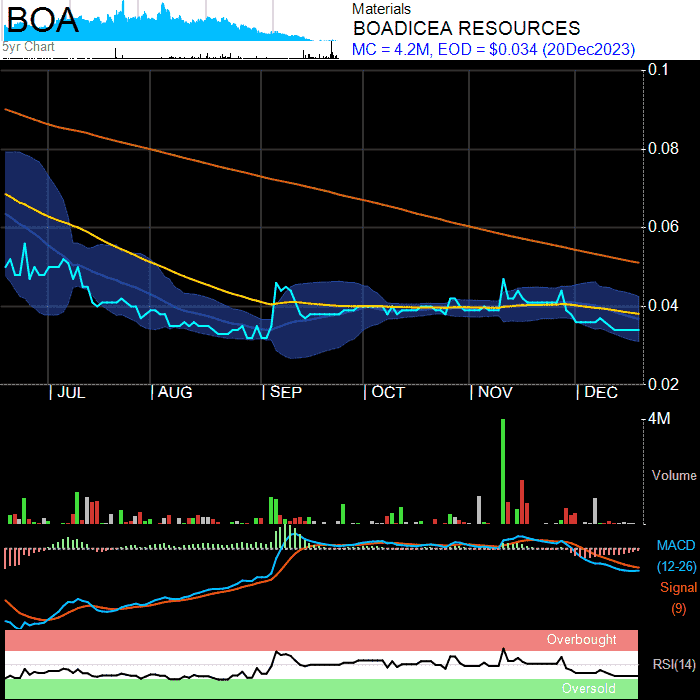 BOA
5yr Chart
Materials
BOADICEA RESOURCES
MC = 4.2M, EOD = $0.034 (20Dec2023)
0.1
0.08
0.06
0.04
0.02
| JUL | AUG | SEP | OCT | NOV | DEC
4M
Volume
MACD
(12-26)
Signal
(9)
Overbought
RSI(14)
Oversold